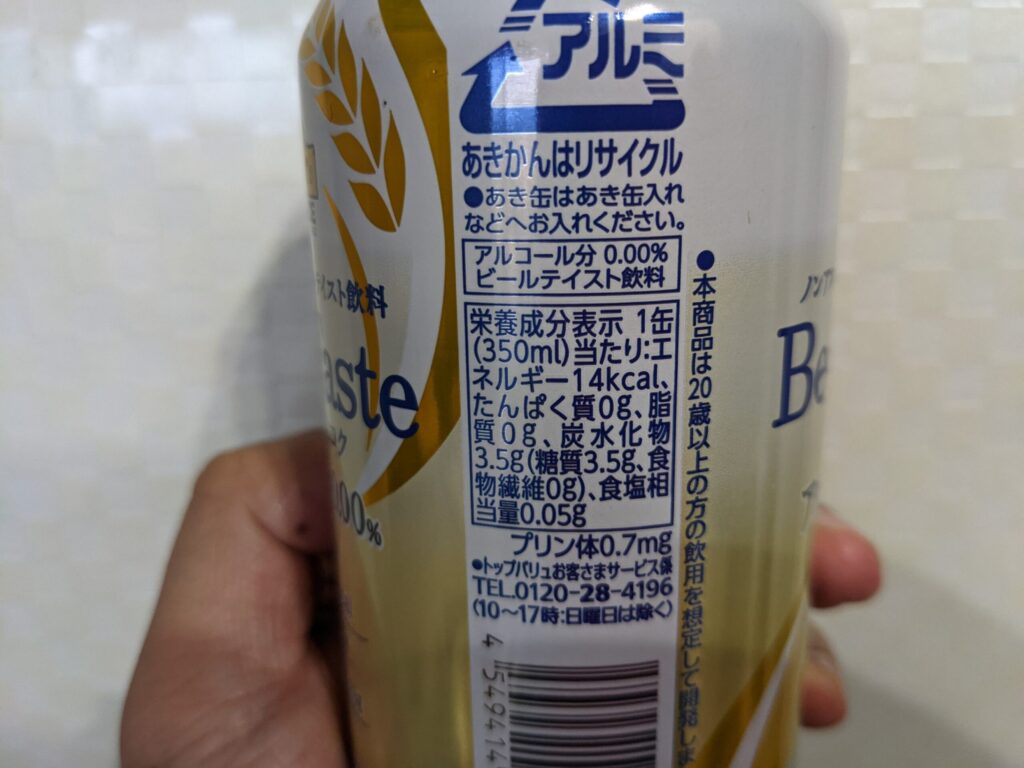 アルミ
あきかんはリサイクル
●あき缶はあき缶入れ
などへお入れください。
アルコール分 0.00%
ビールテイスト飲料
栄養成分表示 1缶
(350ml)当たり:エ
ネルギー14kcal、
たんぱく質0g、脂
質0g、炭水化物
3.5g(糖質3.5g、食
物繊維0g)、食塩相
当量0.05g
プリン体0.7mg
●トップバリュお客さまサービス係
TEL.0120-28-4196
(10〜17時:日曜日は除く)
4 549414
●本商品は20歳以上の方の飲用を想定して開発しま
テイスト飲料
aste
コク
.00%
ノンア
Be